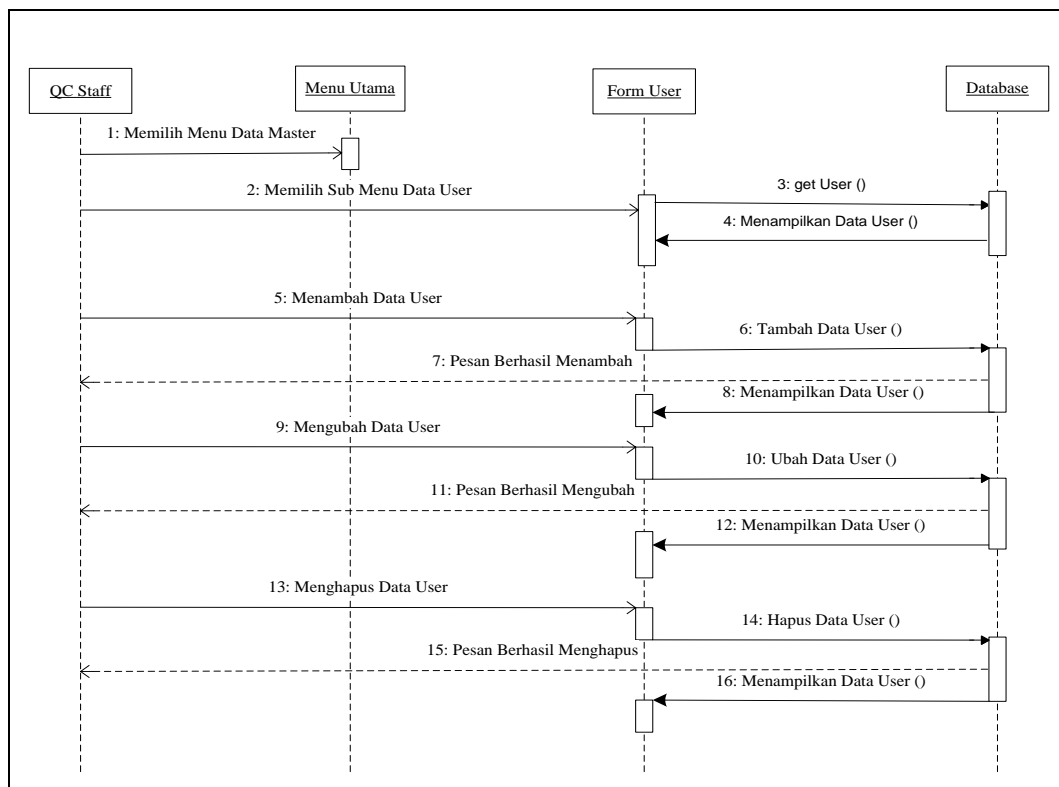 QC Staff
Menu Utama
Form User
Database
1: Memilih Menu Data Master
2: Memilih Sub Menu Data User
3: get User ()
4: Menampilkan Data User ()
5: Menambah Data User
6: Tambah Data User ()
7: Pesan Berhasil Menambah
8: Menampilkan Data User ()
9: Mengubah Data User
10: Ubah Data User ()
11: Pesan Berhasil Mengubah
12: Menampilkan Data User ()
13: Menghapus Data User
14: Hapus Data User ()
15: Pesan Berhasil Menghapus
16: Menampilkan Data User ()